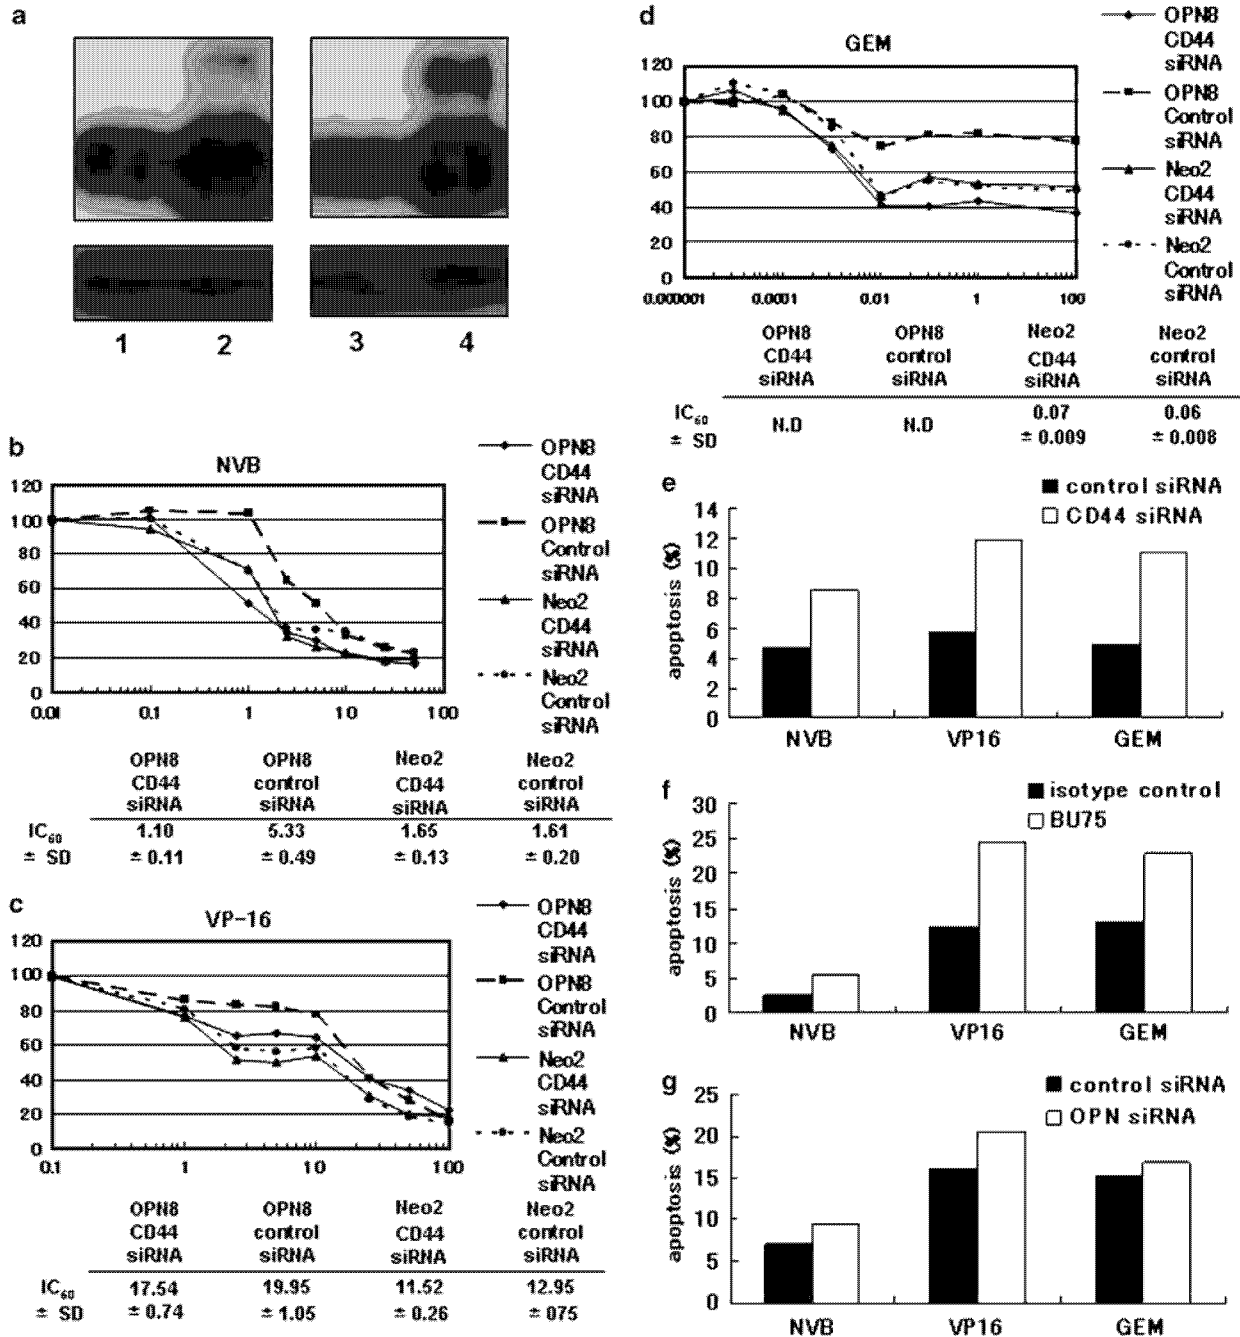 a
1 2 3 4
b
NVB
120
100
80
60
40
20
0
0.01 0.1 1 10 100
OPN8
CD44
siRNA
OPN8
Control
siRNA
Neo2
CD44
siRNA
Neo2
Control
siRNA
OPN8 OPN8 Neo2 Neo2
CD44 control CD44 control
siRNA siRNA siRNA siRNA
IC60 1.10 5.33 1.65 1.61
± SD ± 0.11 ± 0.49 ± 0.13 ± 0.20
c
VP-16
120
100
80
60
40
20
0
0.1 1 10 100
OPN8
CD44
siRNA
OPN8
Control
siRNA
Neo2
CD44
siRNA
Neo2
Control
siRNA
OPN8 OPN8 Neo2 Neo2
CD44 control CD44 control
siRNA siRNA siRNA siRNA
IC60 17.54 19.95 11.52 12.95
± SD ± 0.74 ± 1.05 ± 0.26 ± 075
d
GEM
120
100
80
60
40
20
0
0.000001 0.0001 0.01 1 100
OPN8
CD44
siRNA
OPN8
Control
siRNA
Neo2
CD44
siRNA
Neo2
Control
siRNA
OPN8 OPN8 Neo2 Neo2
CD44 control CD44 control
siRNA siRNA siRNA siRNA
IC60 N.D N.D 0.07 0.06
± SD ± 0.009 ± 0.008
e
control siRNA
CD44 siRNA
apoptosis (%)
14
12
10
8
6
4
2
0
NVB VP16 GEM
f
isotype control
BU75
apoptosis (%)
30
25
20
15
10
5
0
NVB VP16 GEM
g
control siRNA
OPN siRNA
apoptosis (%)
25
20
15
10
5
0
NVB VP16 GEM